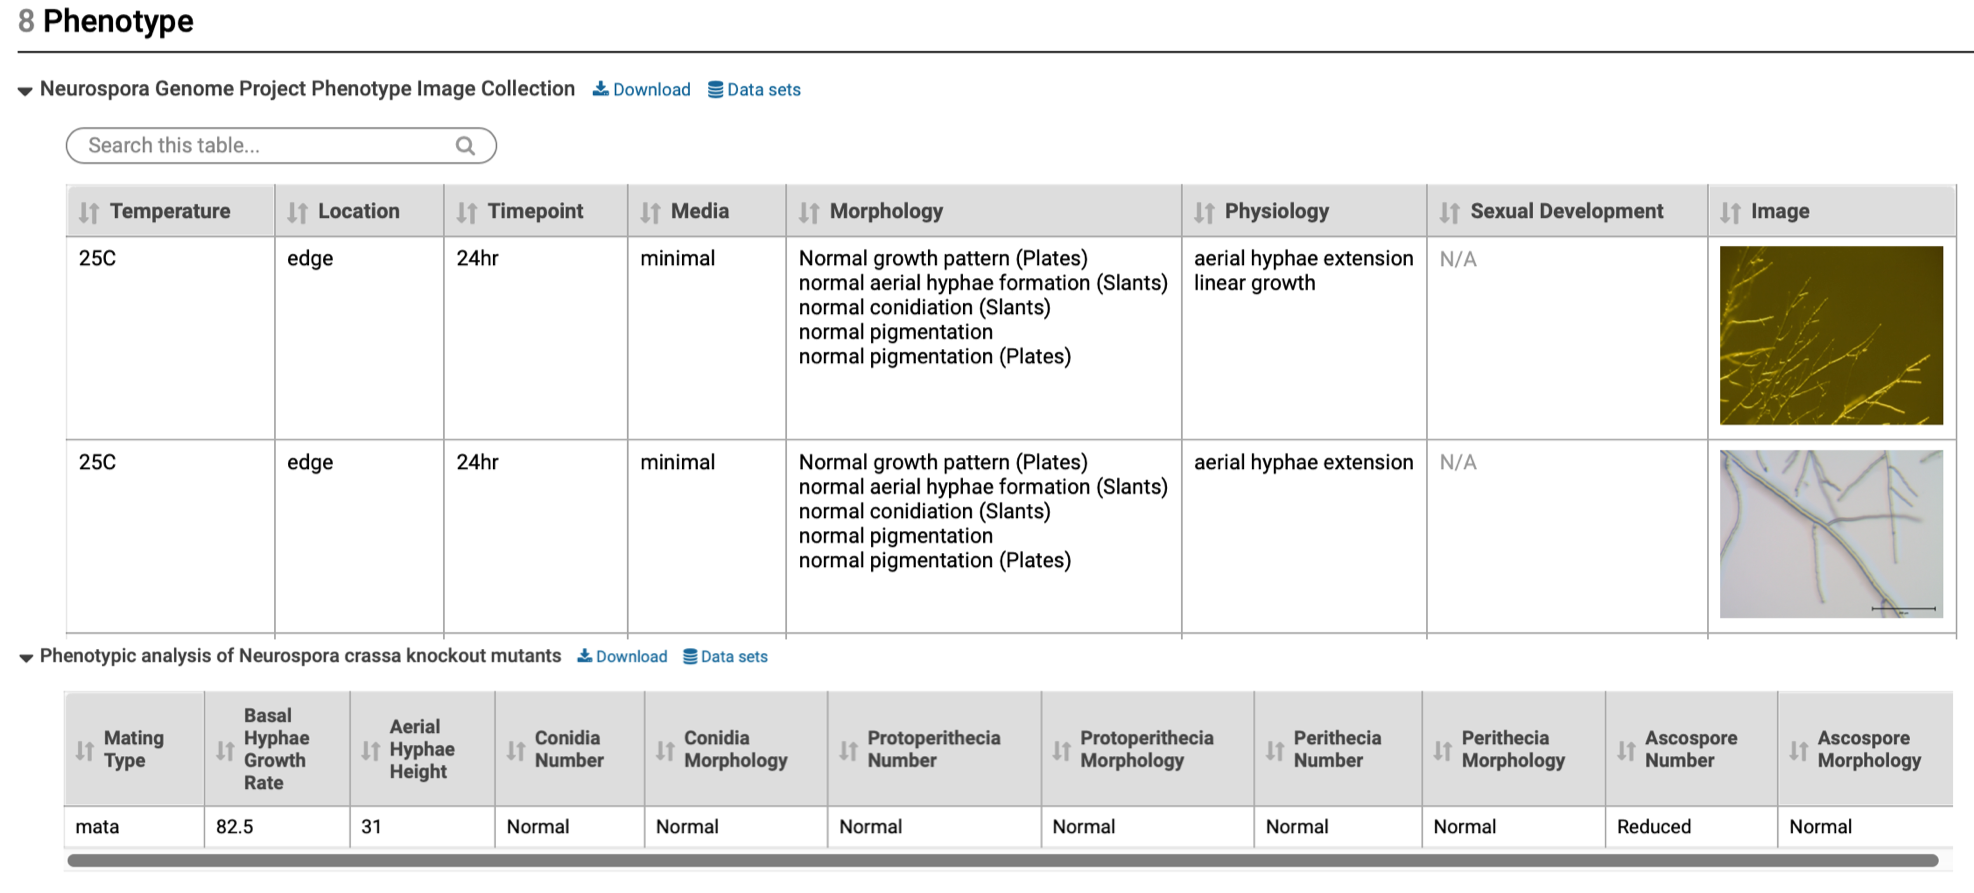 8 Phenotype
Neurospora Genome Project Phenotype Image Collection Download Data sets
Search this table...
Temperature Location Timepoint Media Morphology Physiology Sexual Development Image
25C edge 24hr minimal Normal growth pattern (Plates) aerial hyphae extension N/A
normal aerial hyphae formation (Slants) linear growth
normal conidiation (Slants)
normal pigmentation
normal pigmentation (Plates)
25C edge 24hr minimal Normal growth pattern (Plates) aerial hyphae extension N/A
normal aerial hyphae formation (Slants)
normal conidiation (Slants)
normal pigmentation
normal pigmentation (Plates)
Phenotypic analysis of Neurospora crassa knockout mutants Download Data sets
Mating Type Basal Hyphae Growth Rate Aerial Hyphae Height Conidia Number Conidia Morphology Protoperithecia Number Protoperithecia Morphology Perithecia Number Perithecia Morphology Ascospore Number Ascospore Morphology
mata 82.5 31 Normal Normal Normal Normal Normal Normal Reduced Normal